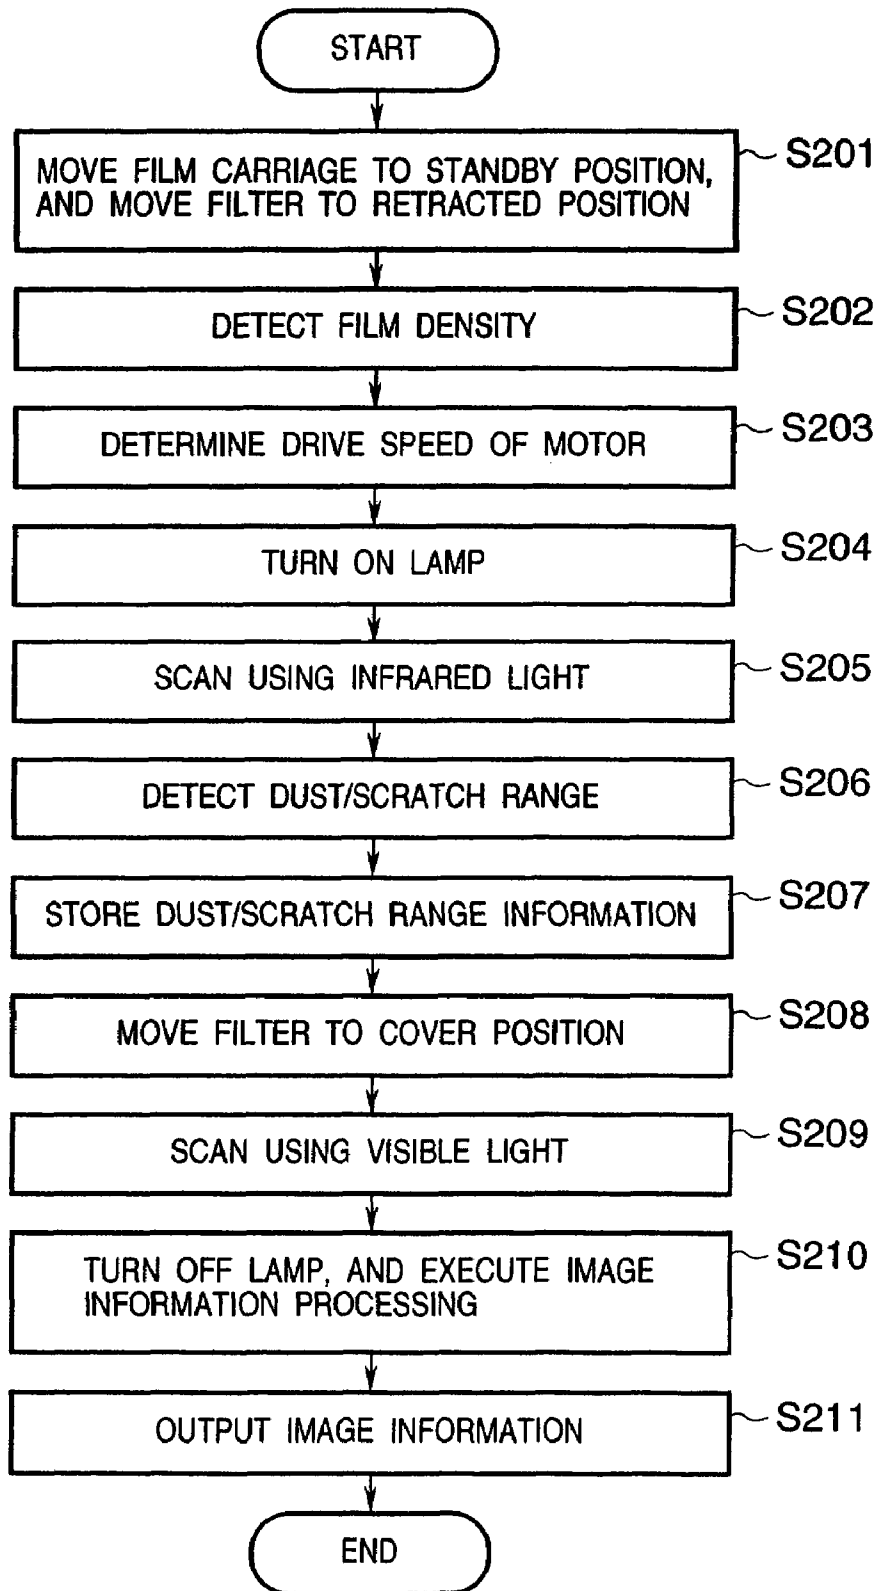 START
MOVE FILM CARRIAGE TO STANDBY POSITION,
AND MOVE FILTER TO RETRACTED POSITION
S201
DETECT FILM DENSITY
S202
DETERMINE DRIVE SPEED OF MOTOR
S203
TURN ON LAMP
S204
SCAN USING INFRARED LIGHT
S205
DETECT DUST/SCRATCH RANGE
S206
STORE DUST/SCRATCH RANGE INFORMATION
S207
MOVE FILTER TO COVER POSITION
S208
SCAN USING VISIBLE LIGHT
S209
TURN OFF LAMP, AND EXECUTE IMAGE
INFORMATION PROCESSING
S210
OUTPUT IMAGE INFORMATION
S211
END